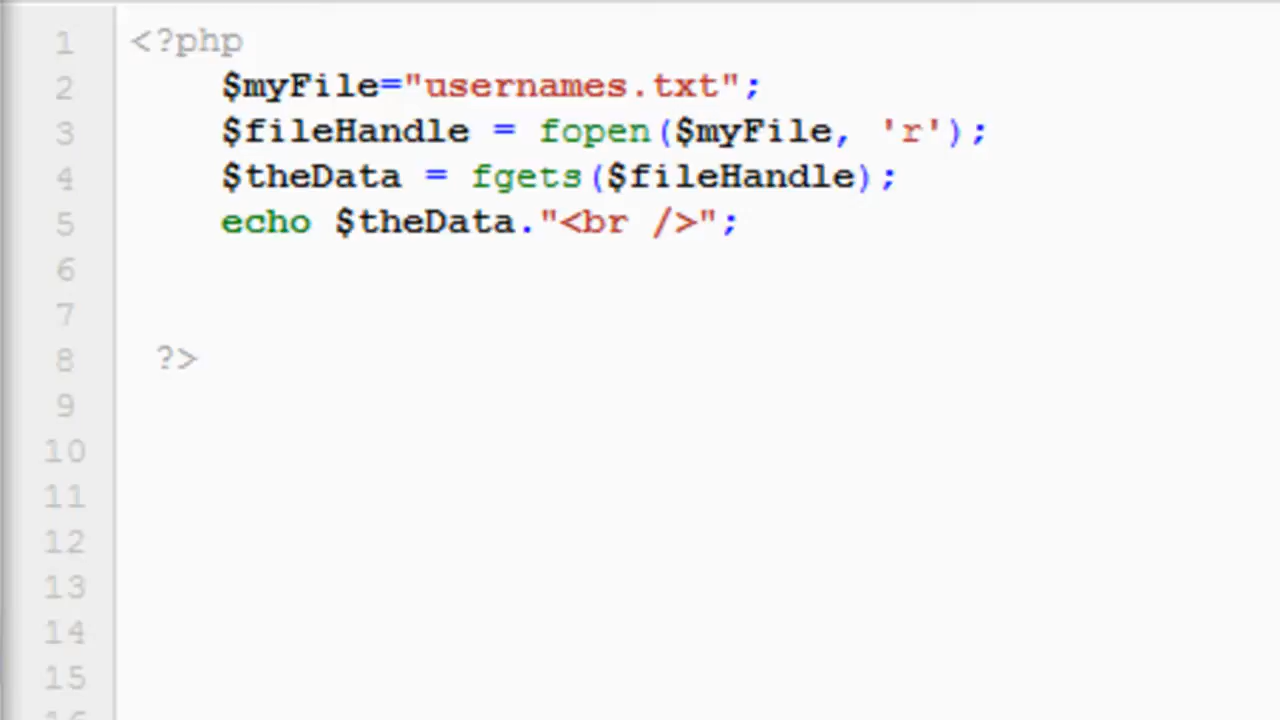 1 <?php
2 $myFile="usernames.txt";
3 $fileHandle = fopen($myFile, 'r');
4 $theData = fgets($fileHandle);
5 echo $theData."<br />";
6
7
8 ?>
9
10
11
12
13
14
15
16